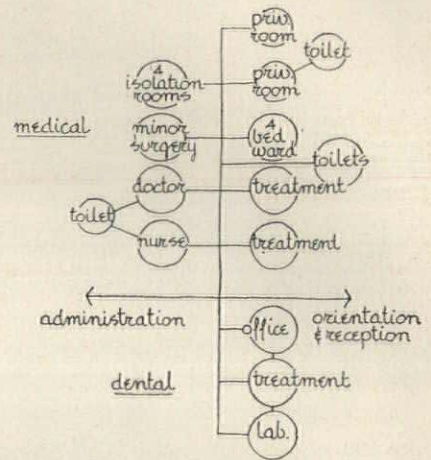 priv.
room
toilet
4
isolation
rooms
priv.
room
medical
minor
surgery
4
bed
ward
toilets
doctor
treatment
toilet
nurse
treatment
administration
orientation
& reception
office
dental
treatment
lab.